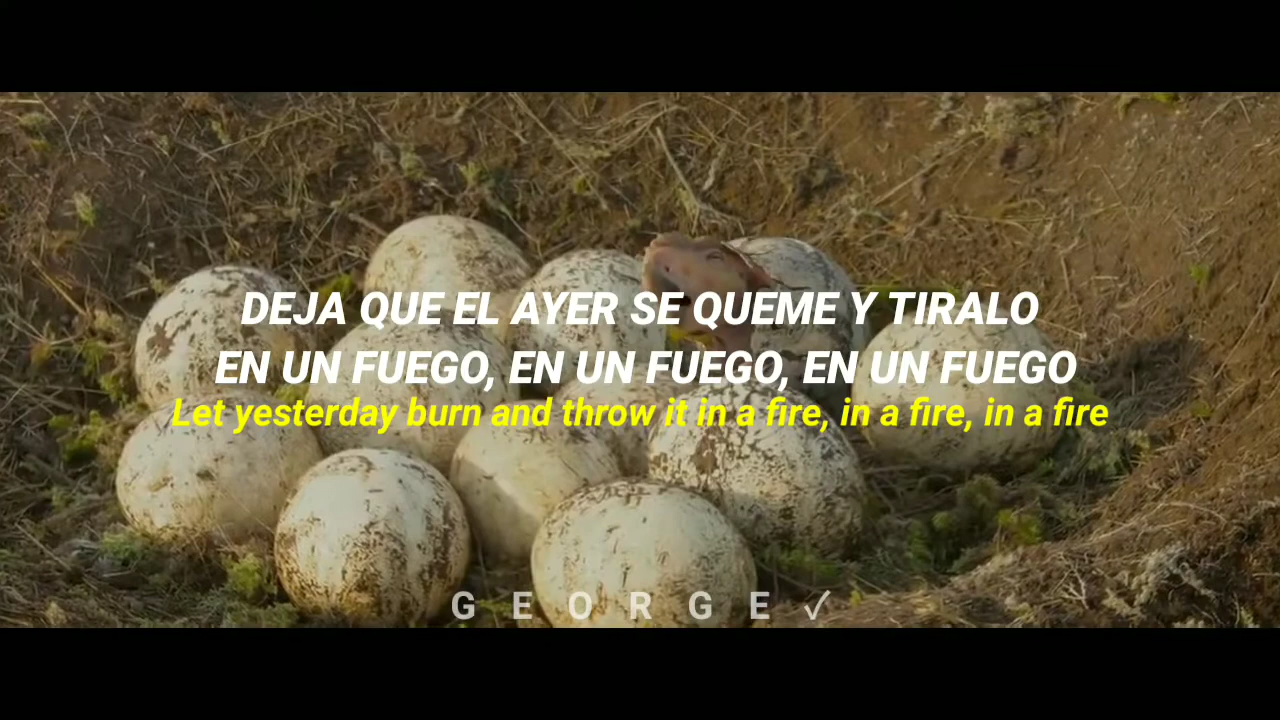 DEJA QUE EL AYER SE QUEME Y TIRALO
EN UN FUEGO, EN UN FUEGO, EN UN FUEGO
Let yesterday burn and throw it in a fire, in a fire, in a fire
GEORGE✓